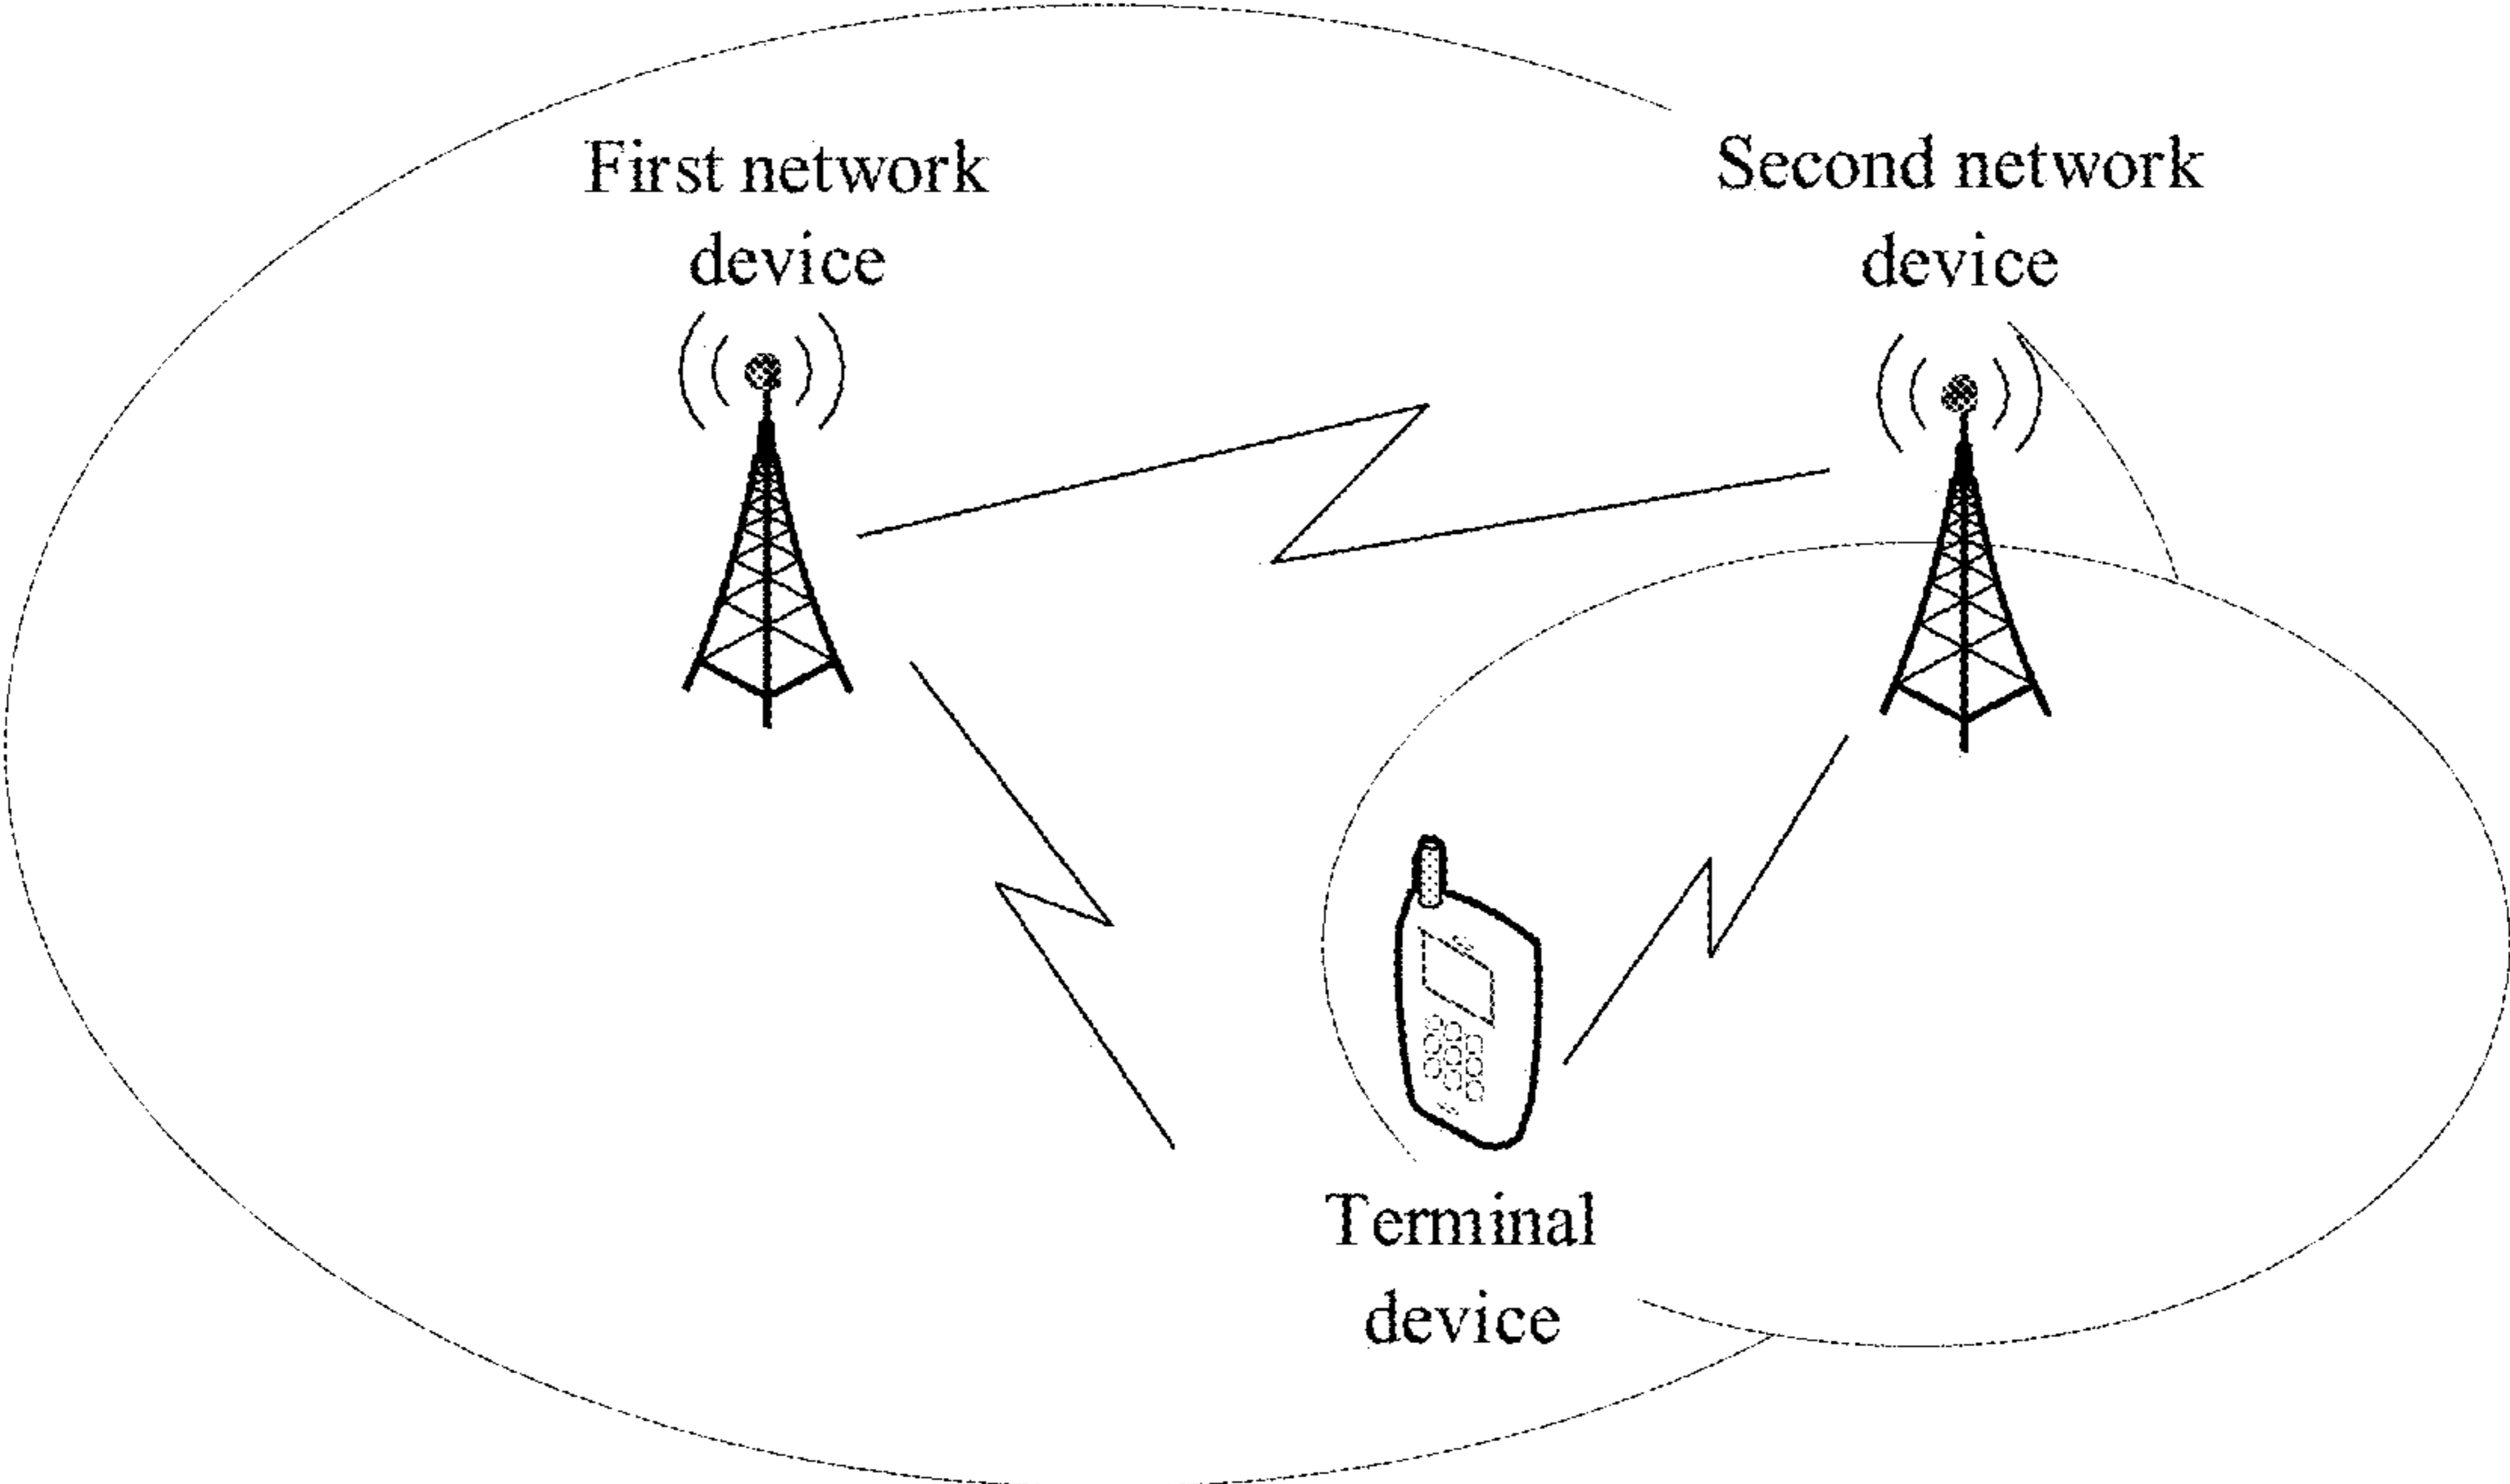 First network
device
Second network
device
Terminal
device